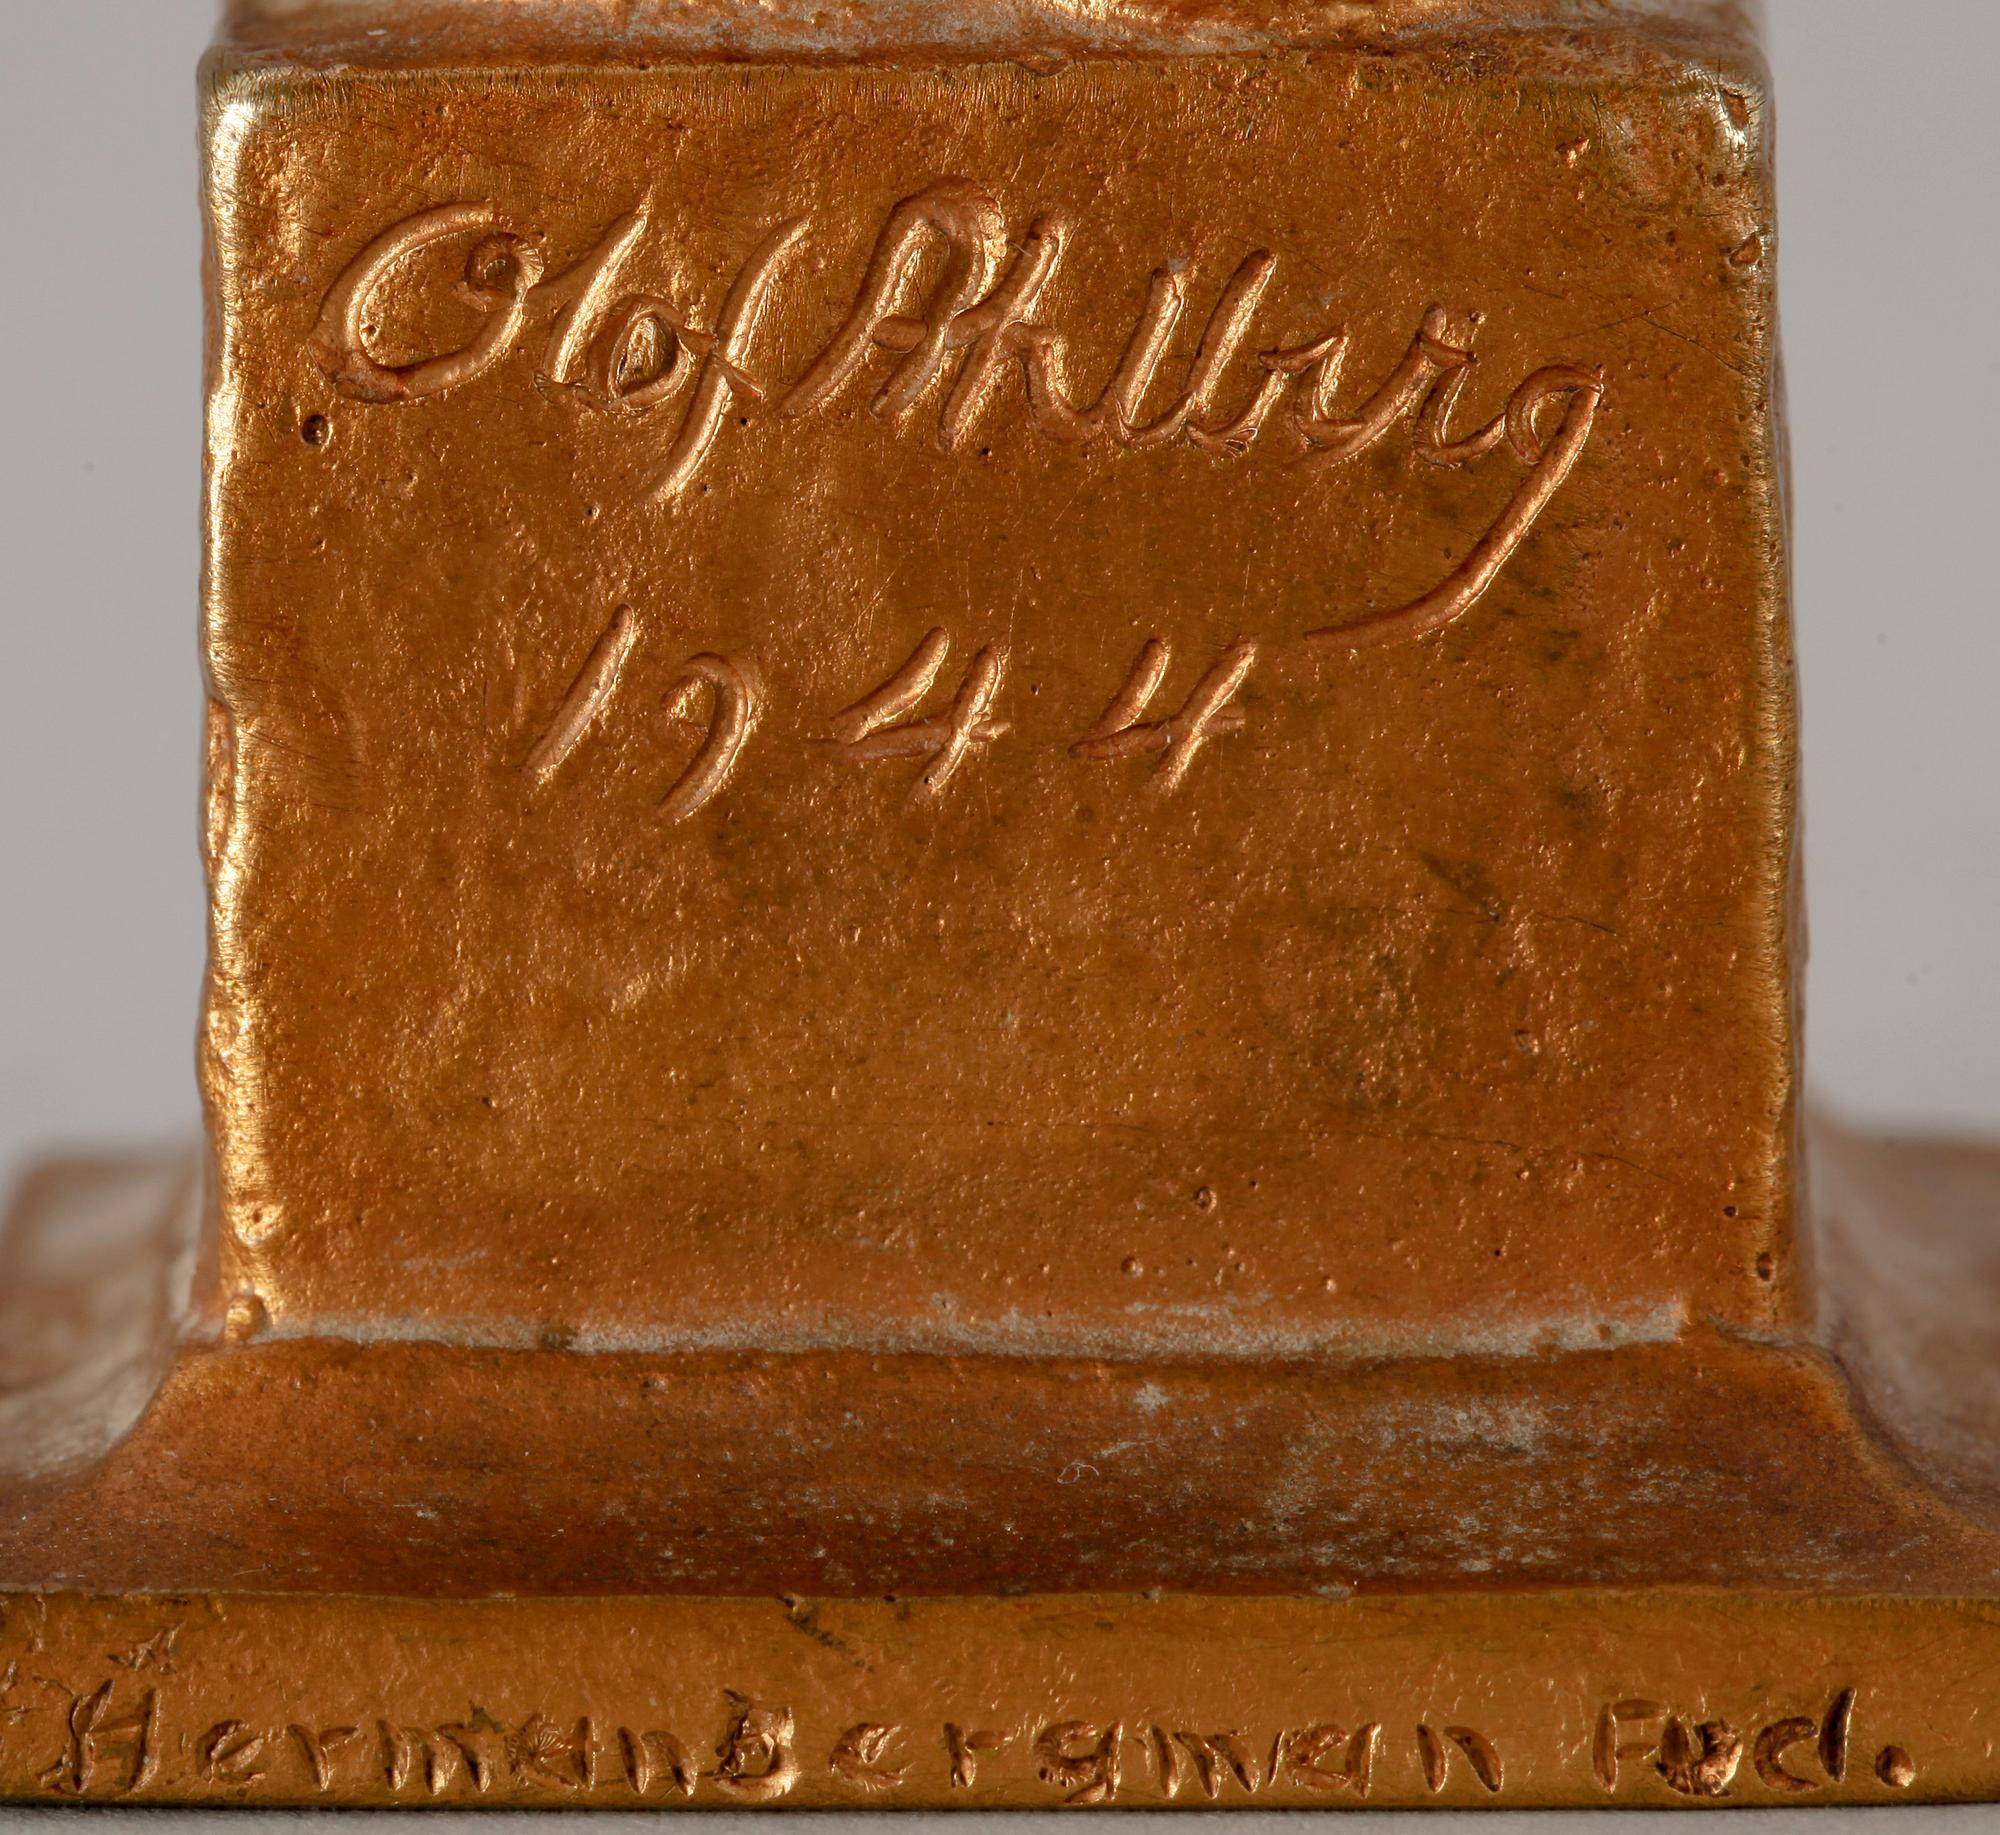 Olof Ahlberg
1944
Herman Bergman Fud.